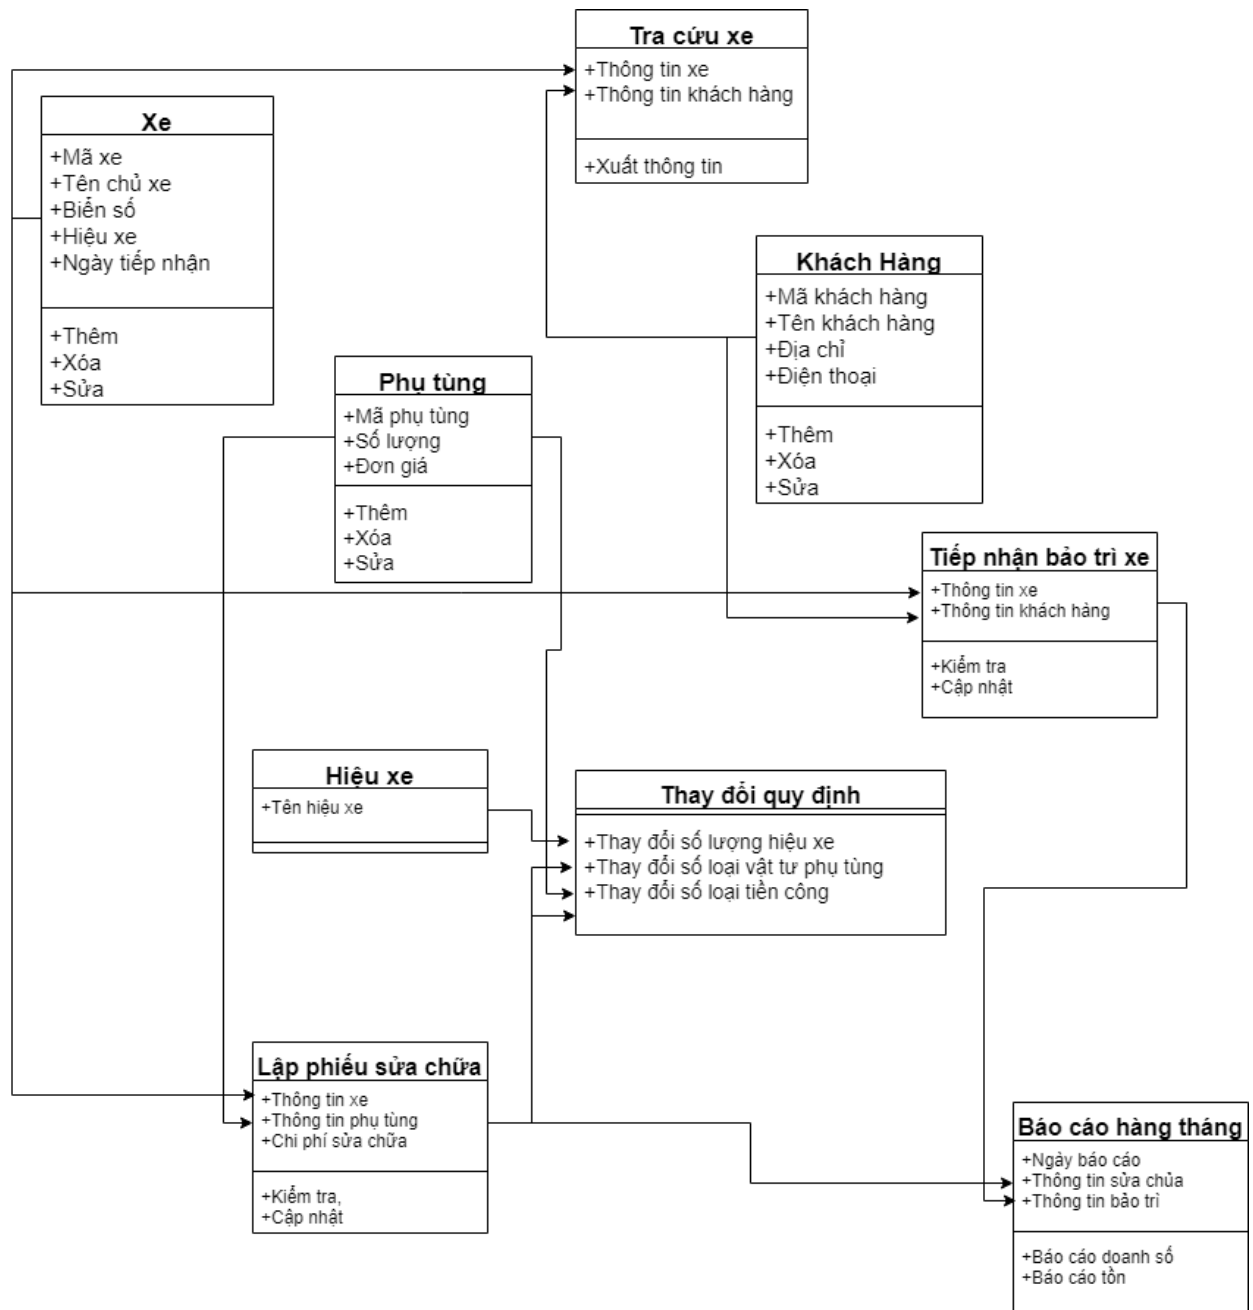 Tra cứu xe
+Thông tin xe
+Thông tin khách hàng
+Xuất thông tin
Xe
+Mã xe
+Tên chủ xe
+Biển số
+Hiệu xe
+Ngày tiếp nhận
+Thêm
+Xóa
+Sửa
Khách Hàng
+Mã khách hàng
+Tên khách hàng
+Địa chỉ
+Điện thoại
+Thêm
+Xóa
+Sửa
Phụ tùng
+Mã phụ tùng
+Số lượng
+Đơn giá
+Thêm
+Xóa
+Sửa
Tiếp nhận bảo trì xe
+Thông tin xe
+Thông tin khách hàng
+Kiểm tra
+Cập nhật
Hiệu xe
+Tên hiệu xe
Thay đổi quy định
+Thay đổi số lượng hiệu xe
+Thay đổi số loại vật tư phụ tùng
+Thay đổi số loại tiền công
Lập phiếu sửa chữa
+Thông tin xe
+Thông tin phụ tùng
+Chi phí sửa chữa
+Kiểm tra,
+Cập nhật
Báo cáo hàng tháng
+Ngày báo cáo
+Thông tin sửa chủa
+Thông tin bảo trì
+Báo cáo doanh số
+Báo cáo tồn